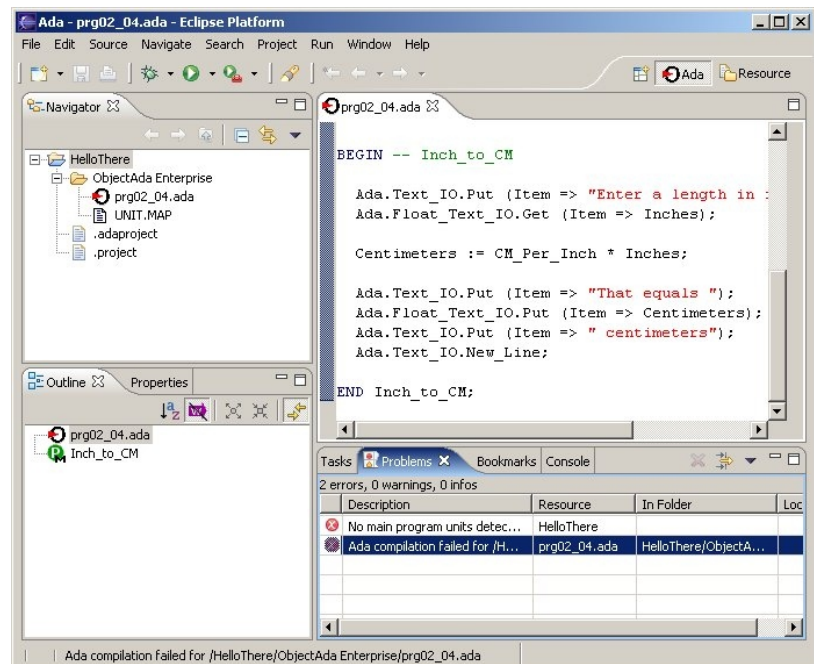 Ada - prg02_04.ada - Eclipse Platform
File Edit Source Navigate Search Project Run Window Help
Ada Resource
Navigator
HelloThere
ObjectAda Enterprise
prg02_04.ada
UNIT.MAP
.adaproject
.project
prg02_04.ada
BEGIN -- Inch_to_CM
Ada.Text_IO.Put (Item => "Enter a length in
Ada.Float_Text_IO.Get (Item => Inches);
Centimeters := CM_Per_Inch * Inches;
Ada.Text_IO.Put (Item => "That equals ");
Ada.Float_Text_IO.Put (Item => Centimeters);
Ada.Text_IO.Put (Item => " centimeters");
Ada.Text_IO.New_Line;
END Inch_to_CM;
Outline Properties
prg02_04.ada
Inch_to_CM
Tasks Problems Bookmarks Console
2 errors, 0 warnings, 0 infos
Description Resource In Folder Loc
No main program units detec... HelloThere
Ada compilation failed for /H... prg02_04.ada HelloThere/ObjectA...
Ada compilation failed for /HelloThere/ObjectAda Enterprise/prg02_04.ada